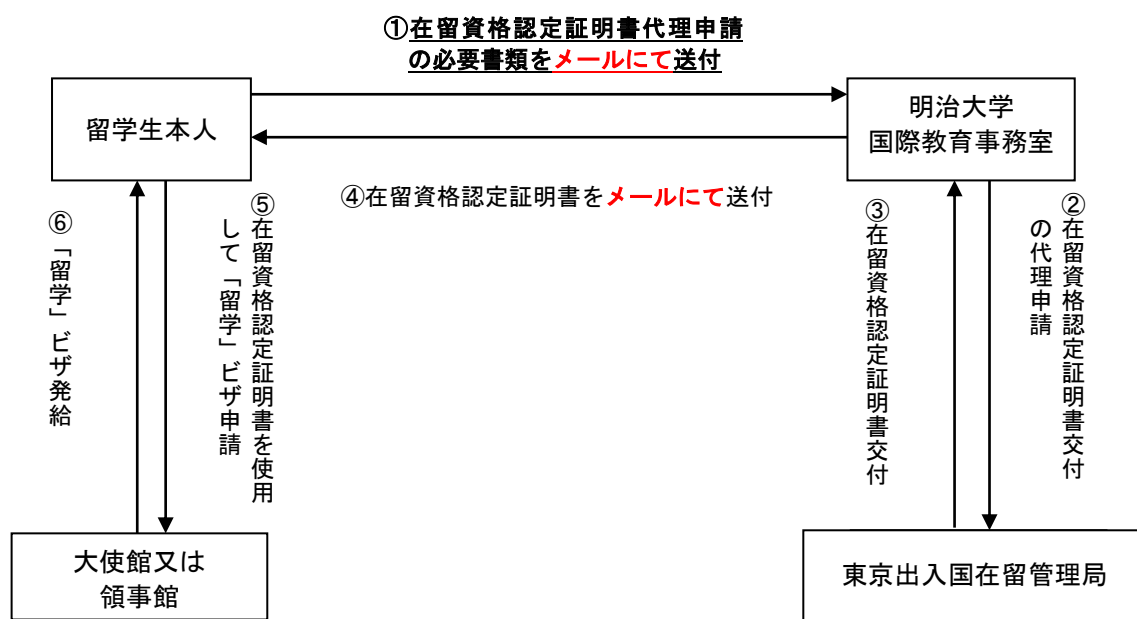 ①在留資格認定証明書代理申請
の必要書類をメールにて送付
留学生本人
明治大学
国際教育事務室
④在留資格認定証明書をメールにて送付
②在留資格認定証明書交付
の代理申請
③在留資格認定証明書交付
⑤在留資格認定証明書を使用
して「留学」ビザ申請
⑥「留学」ビザ発給
大使館又は
領事館
東京出入国在留管理局